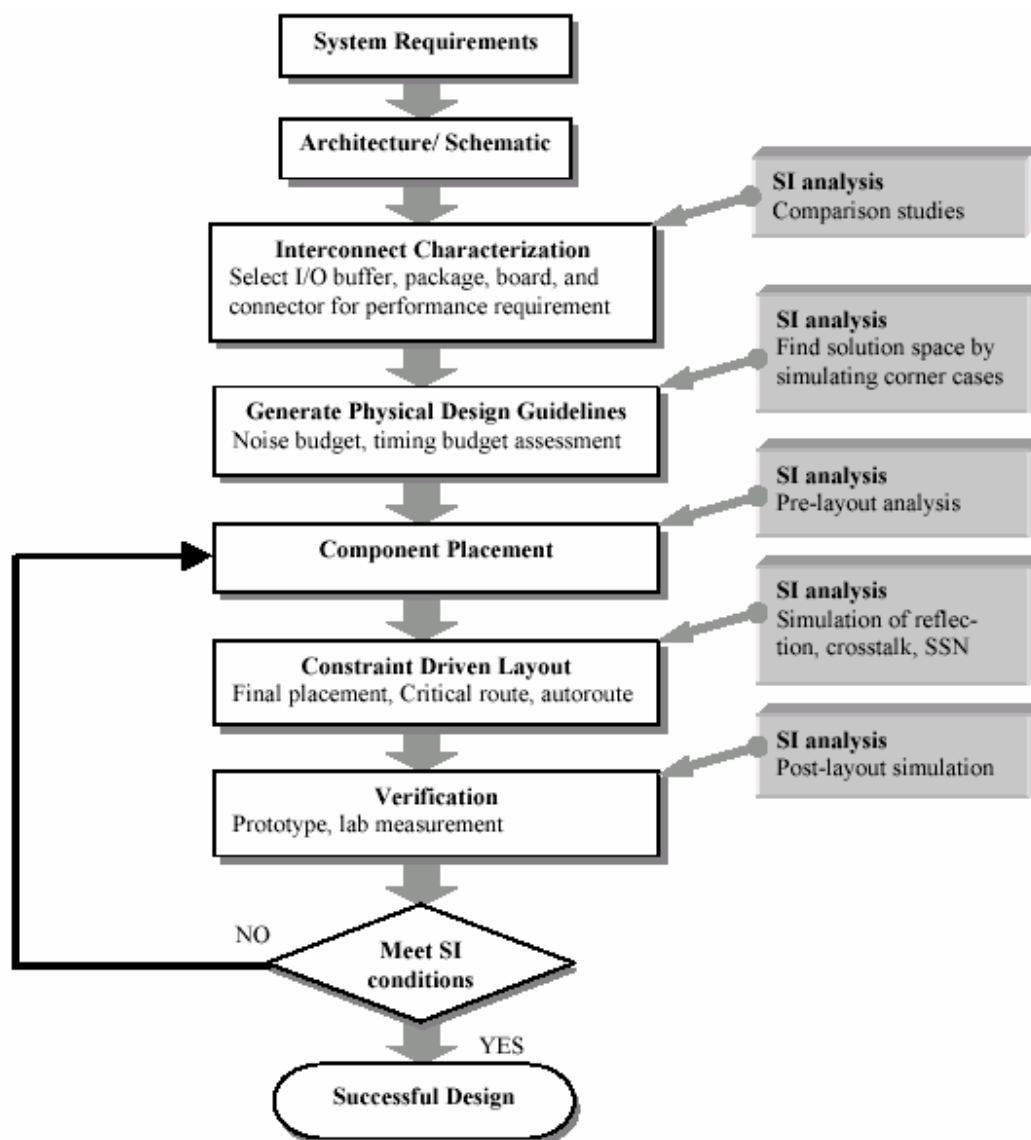 System Requirements
Architecture/ Schematic
SI analysis
Comparison studies
Interconnect Characterization
Select I/O buffer, package, board, and
connector for performance requirement
SI analysis
Find solution space by
simulating corner cases
Generate Physical Design Guidelines
Noise budget, timing budget assessment
SI analysis
Pre-layout analysis
Component Placement
SI analysis
Simulation of reflec-
tion, crosstalk, SSN
Constraint Driven Layout
Final placement, Critical route, autoroute
SI analysis
Post-layout simulation
Verification
Prototype, lab measurement
NO
Meet SI
conditions
YES
Successful Design